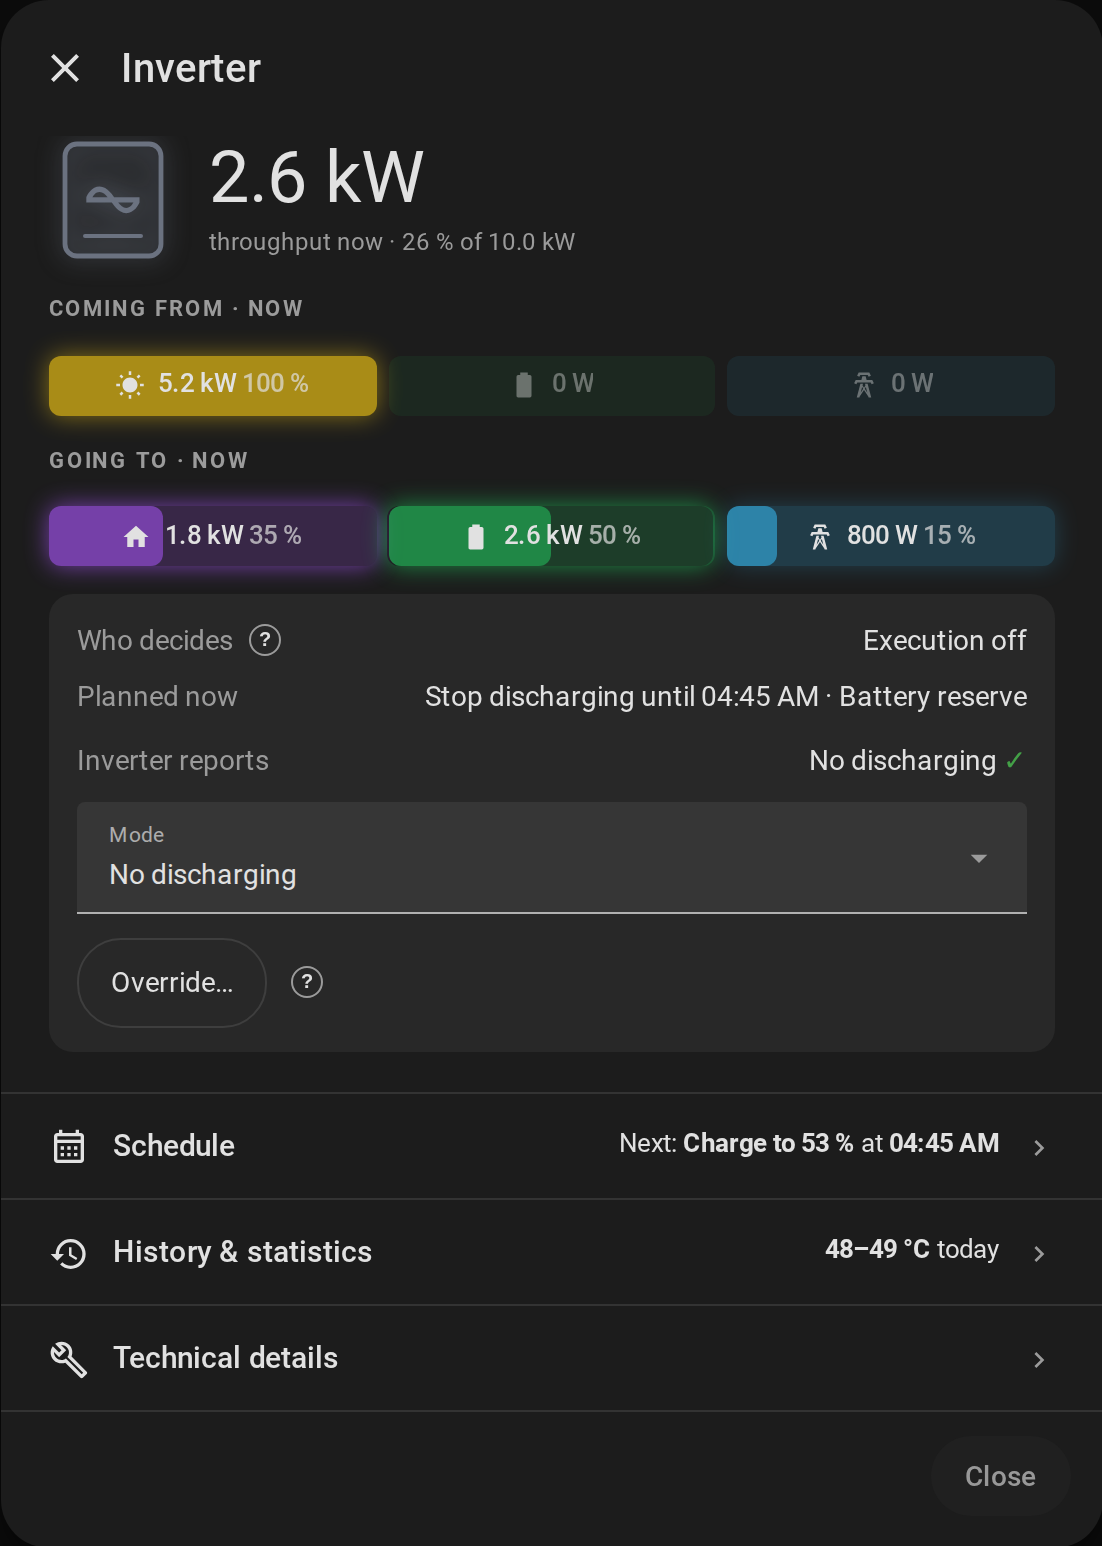 Inverter
2.6 kW
throughput now · 26 % of 10.0 kW
COMING FROM · NOW
5.2 kW 100 % 0 W 0 W
GOING TO · NOW
1.8 kW 35 % 2.6 kW 50 % 800 W 15 %
Who decides ? Execution off
Planned now Stop discharging until 04:45 AM · Battery reserve
Inverter reports No discharging ✓
Mode
No discharging
Override... ?
Schedule Next: Charge to 53 % at 04:45 AM
History & statistics 48–49 °C today
Technical details
Close